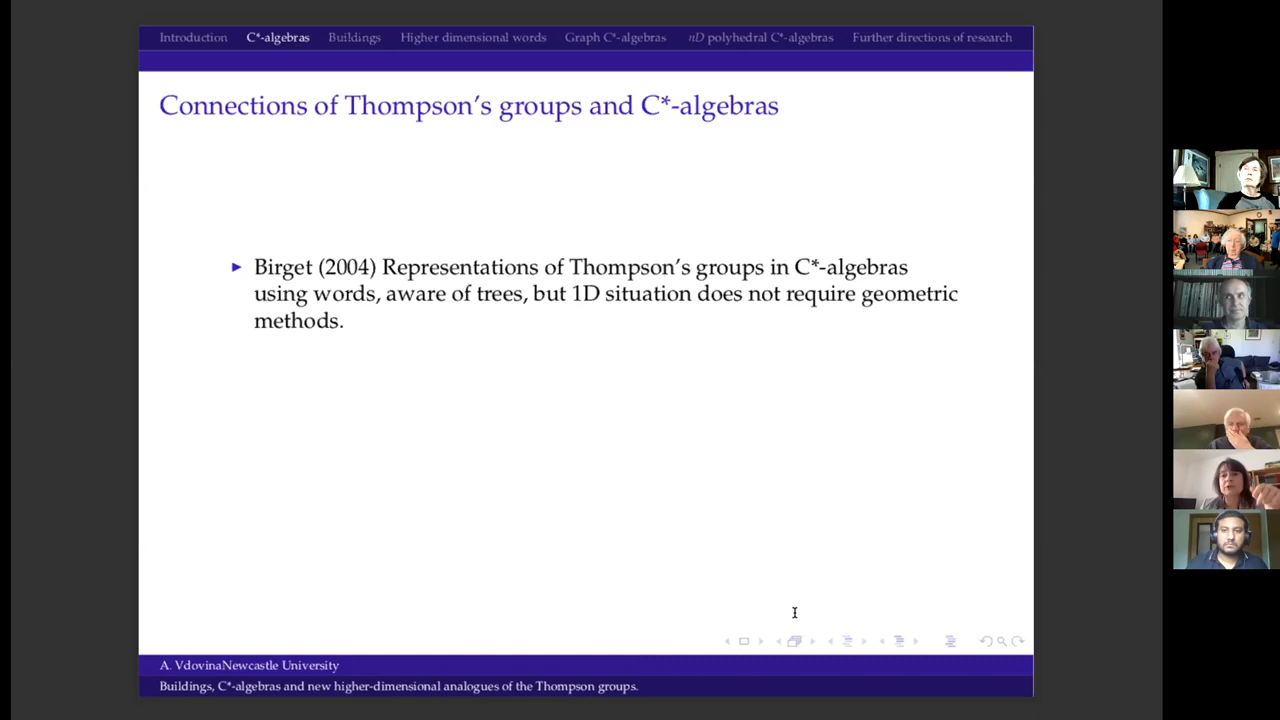 Introduction C*-algebras Buildings Higher dimensional words Graph C*-algebras nD polyhedral C*-algebras Further directions of research
Connections of Thompson's groups and C*-algebras
Birget (2004) Representations of Thompson's groups in C*-algebras
using words, aware of trees, but 1D situation does not require geometric
methods.
A. VdovinaNewcastle University
Buildings, C*-algebras and new higher-dimensional analogues of the Thompson groups.